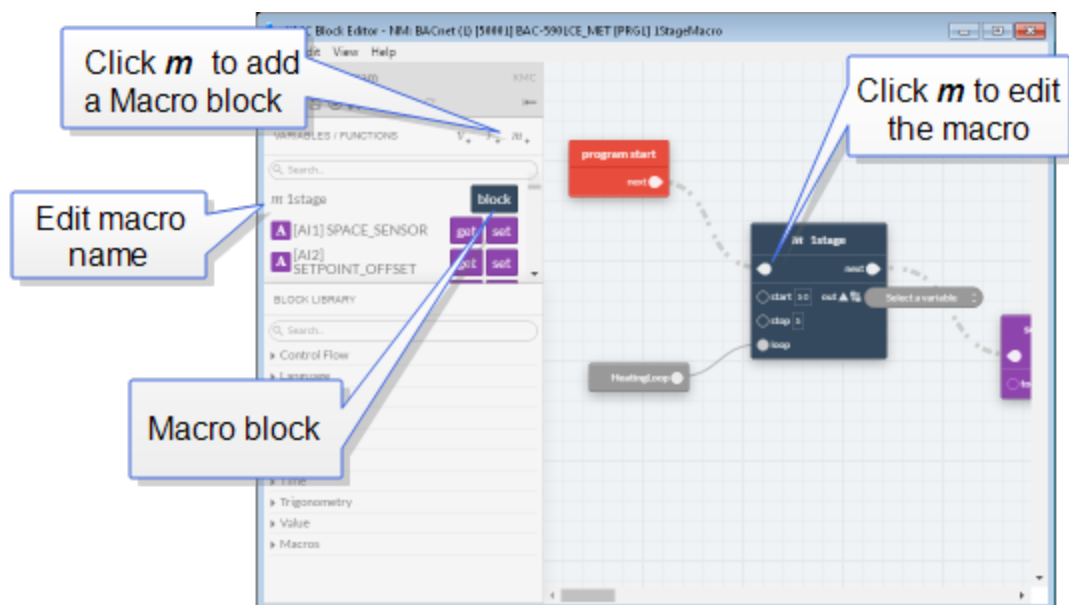 Block Editor - NM: BACnet (1) [50001] BAC-5901CE_MET [PRG1] 1StageMacro
View Help
Click m to add
a Macro block
KMC
VARIABLES / FUNCTIONS
Search...
m 1stage
block
[AI1] SPACE_SENSOR
get set
[AI2]
SETPOINT_OFFSET
get set
Edit macro
name
BLOCK LIBRARY
Search...
Control Flow
Language
Macro block
Time
Trigonometry
Value
Macros
Click m to edit
the macro
program start
next
m 1stage
next
start 30 out
Select a variable
stop 5
loop
HeatingLoop